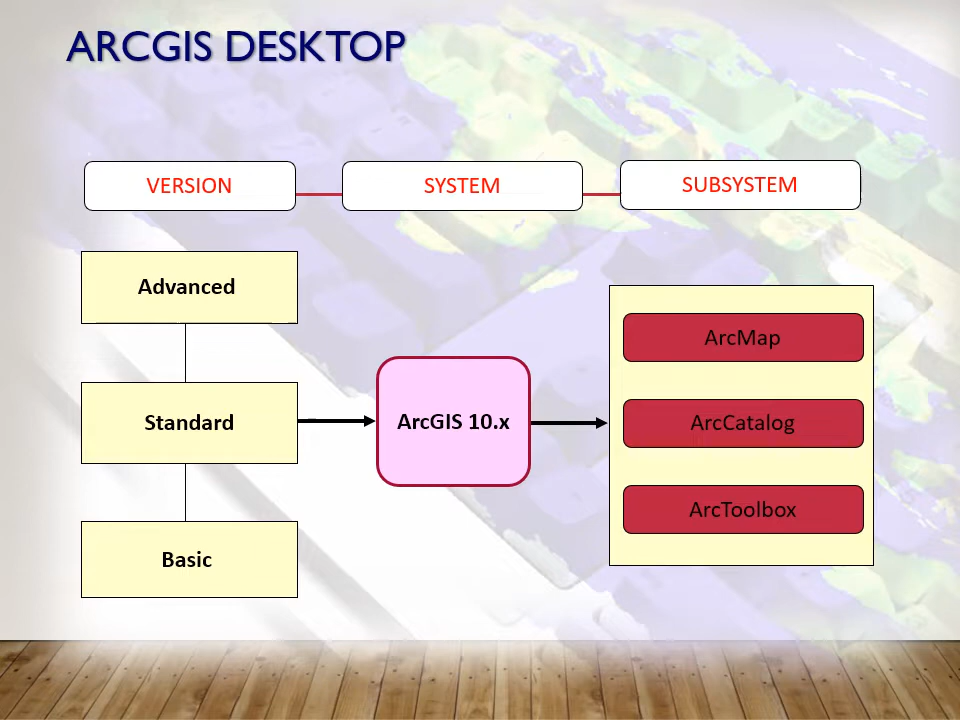 ARCGIS DESKTOP
VERSION
SYSTEM
SUBSYSTEM
Advanced
Standard
Basic
ArcGIS 10.x
ArcMap
ArcCatalog
ArcToolbox